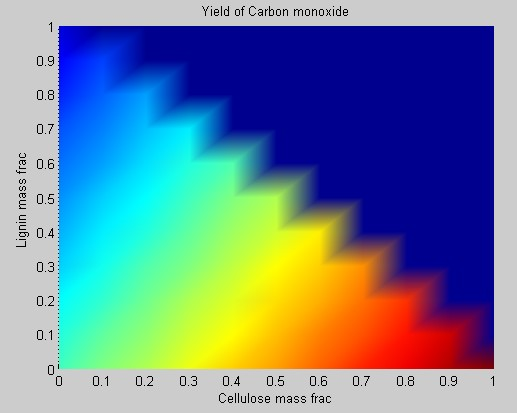 Yield of Carbon monoxide
1
0.9
0.8
0.7
0.6
0.5
0.4
0.3
0.2
0.1
0
Lignin mass frac
0 0.1 0.2 0.3 0.4 0.5 0.6 0.7 0.8 0.9 1
Cellulose mass frac